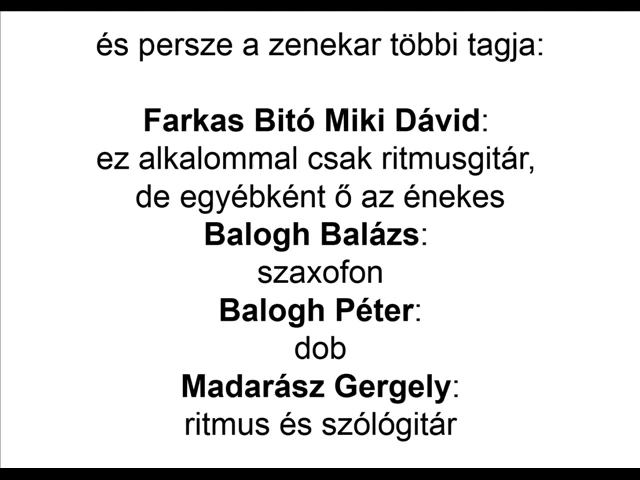 és persze a zenekar többi tagja:
Farkas Bitó Miki Dávid:
ez alkalommal csak ritmusgitár,
de egyébként ő az énekes
Balogh Balázs:
szaxofon
Balogh Péter:
dob
Madarász Gergely:
ritmus és szólógitár